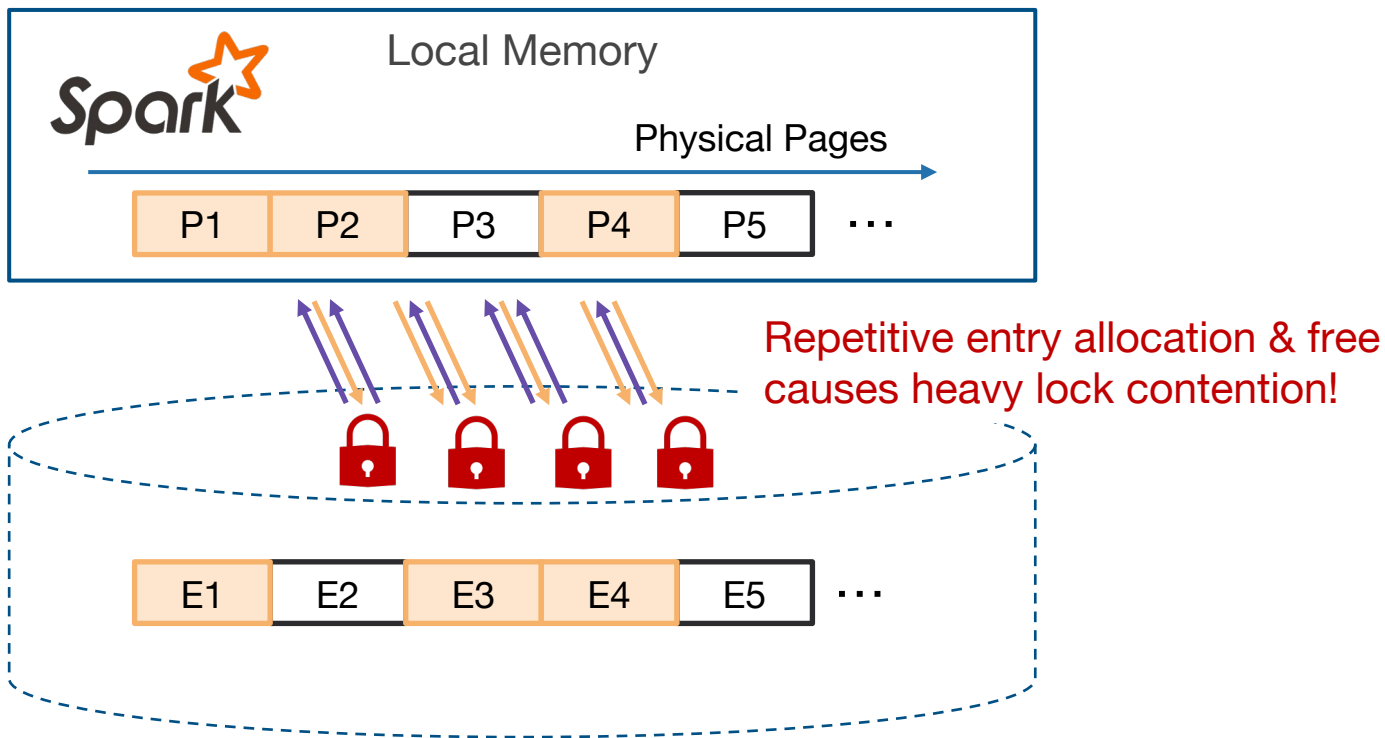 Spark
Local Memory
Physical Pages
P1 P2 P3 P4 P5 ...
Repetitive entry allocation & free
causes heavy lock contention!
E1 E2 E3 E4 E5 ...